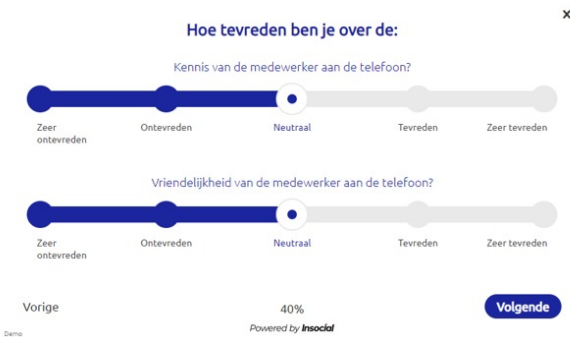 x
Hoe tevreden ben je over de:
Kennis van de medewerker aan de telefoon?
Zeer
ontevreden
Ontevreden
Neutraal
Tevreden
Zeer tevreden
Vriendelijkheid van de medewerker aan de telefoon?
Zeer
ontevreden
Ontevreden
Neutraal
Tevreden
Zeer tevreden
Vorige
40%
Volgende
Powered by Insocial
Demo